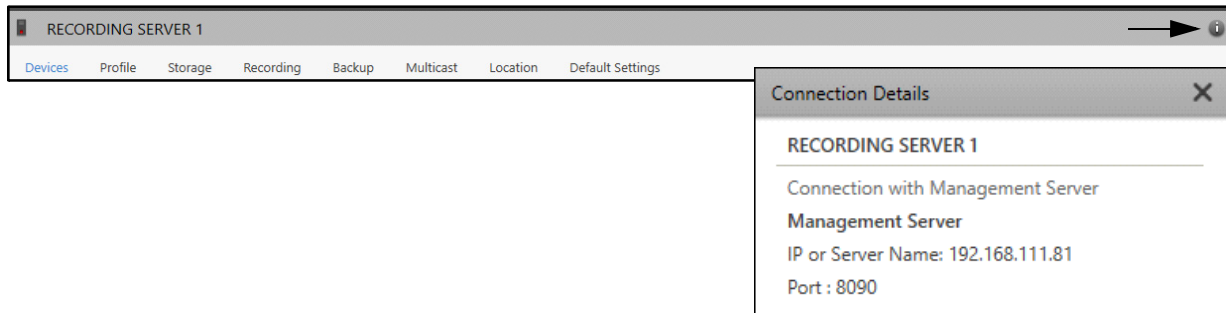 RECORDING SERVER 1
Devices Profile Storage Recording Backup Multicast Location Default Settings
Connection Details
RECORDING SERVER 1
Connection with Management Server
Management Server
IP or Server Name: 192.168.111.81
Port : 8090